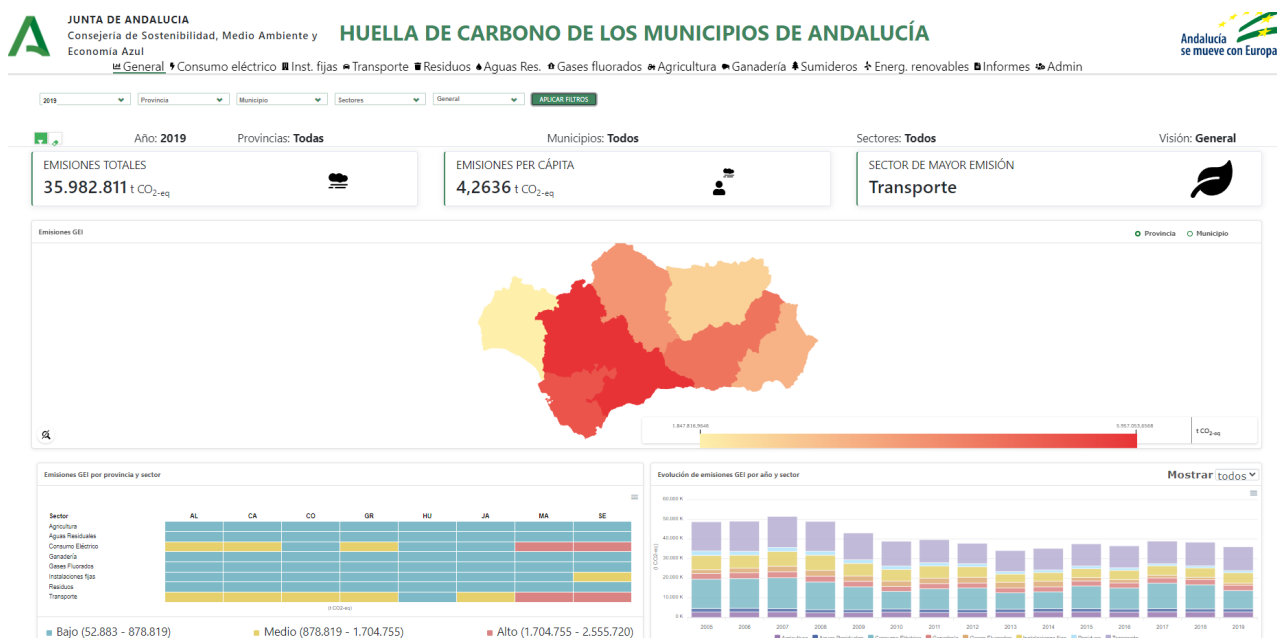 JUNTA DE ANDALUCIA
Consejería de Sostenibilidad, Medio Ambiente y
Economía Azul
HUELLA DE CARBONO DE LOS MUNICIPIOS DE ANDALUCÍA
Andalucía
se mueve con Europa
General Consumo eléctrico Inst. fijas Transporte Residuos Aguas Res. Gases fluorados Agricultura Ganadería Sumideros Energ. renovables Informes Admin
2019 Provincia Municipio Sectores General APLICAR FILTROS
Año: 2019 Provincias: Todas Municipios: Todos Sectores: Todos Visión: General
EMISIONES TOTALES
35.982.811 t CO2-eq
EMISIONES PER CÁPITA
4,2636 t CO2-eq
SECTOR DE MAYOR EMISIÓN
Transporte
Emisiones GEI
Provincia Municipio
t CO2-eq
Emisiones GEI por provincia y sector
Sector AL CA CO GR HU JA MA SE
Agricultura
Aguas Residuales
Consumo Eléctrico
Ganadería
Gases Fluorados
Instalaciones fijas
Residuos
Transporte
(t CO2-eq)
Bajo (52.883 - 878.819) Medio (878.819 - 1.704.755) Alto (1.704.755 - 2.555.720)
Evolución de emisiones GEI por año y sector
Mostrar todos
60,000 K
50,000 K
40,000 K
30,000 K
20,000 K
10,000 K
0 K
(t CO2-eq)
2005 2006 2007 2008 2009 2010 2011 2012 2013 2014 2015 2016 2017 2018 2019